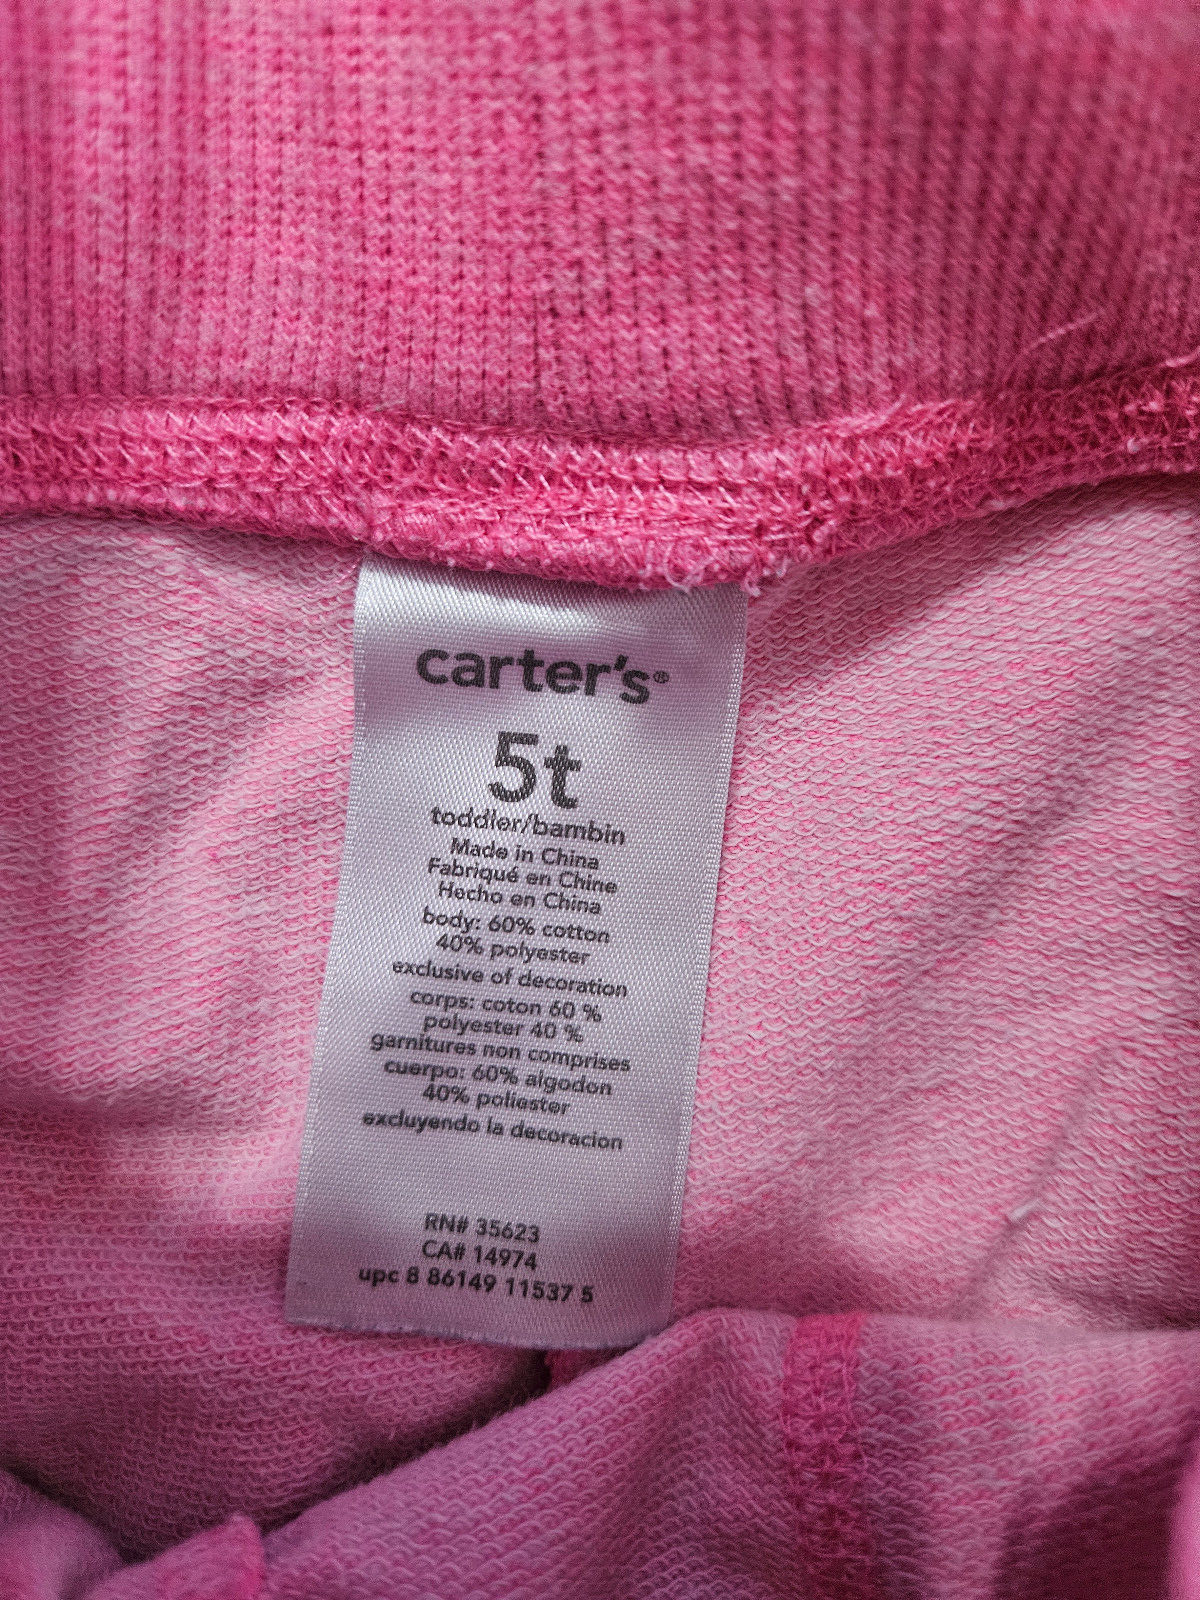 carter's®
5t
toddler/bambin
Made in China
Fabriqué en Chine
Hecho en China
body: 60% cotton
40% polyester
exclusive of decoration
corps: coton 60 %
polyester 40 %
garnitures non comprises
cuerpo: 60% algodon
40% poliester
excluyendo la decoracion
RN# 35623
CA# 14974
upc 8 86149 11537 5